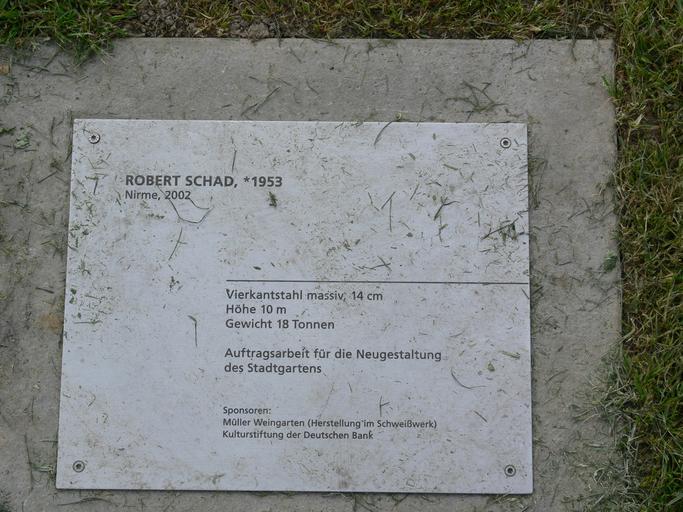 ROBERT SCHAD, *1953
Nirme, 2002
Vierkantstahl massiv, 14 cm
Höhe 10 m
Gewicht 18 Tonnen
Auftragsarbeit für die Neugestaltung
des Stadtgartens
Sponsoren:
Müller Weingarten (Herstellung im Schweißwerk)
Kulturstiftung der Deutschen Bank